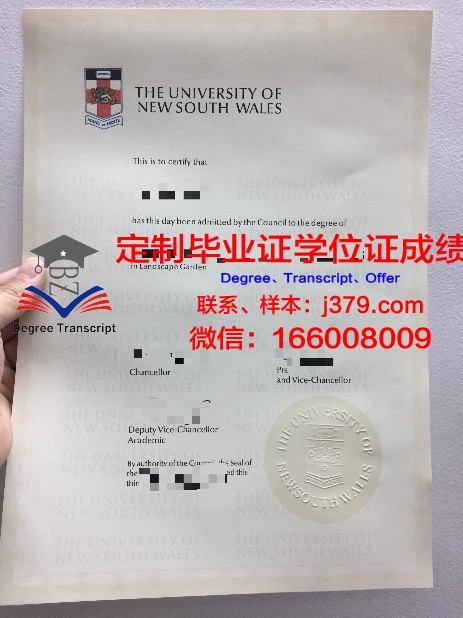 THE UNIVERSITY OF
NEW SOUTH WALES
This is to certify that
has this day been admitted by the Council to the degree of
定制毕业证学位证成绩
in Landscape Garden
Degree、Transcript、Offer
BZ
Degree Transcript
联系、样本：j379.com
微信：166008009
Chancellor
and Vice-Chancellor
Deputy Vice-Chancellor
Academic
By authority of the Council, the Seal of
the
THE UNIVERSITY OF
NEW SOUTH WALES